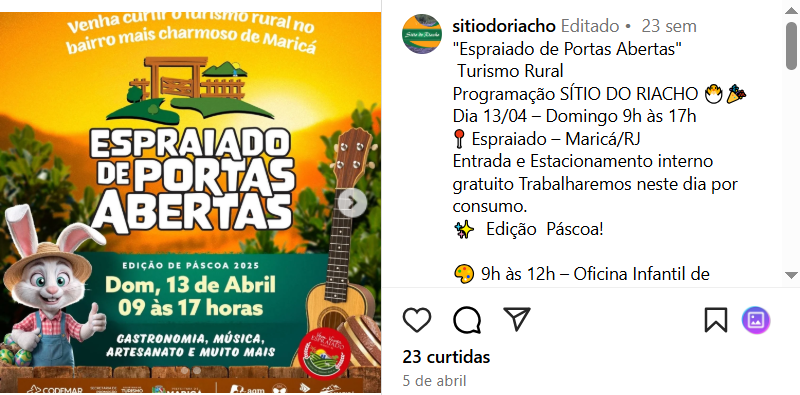 Venha curtir o turismo rural no
bairro mais charmoso de Maricá
ESPRAIADO
DE PORTAS
ABERTAS
EDIÇÃO DE PÁSCOA 2025
Dom, 13 de Abril
09 às 17 horas
GASTRONOMIA, MÚSICA,
ARTESANATO E MUITO MAIS
ESPRAIADO
CODEMAR
TURISMO
MARICÁ
sitiodoriacho Editado • 23 sem
"Espraiado de Portas Abertas"
Turismo Rural
Programação SÍTIO DO RIACHO 🐣🎉
Dia 13/04 – Domingo 9h às 17h
📍 Espraiado – Maricá/RJ
Entrada e Estacionamento interno
gratuito Trabalharemos neste dia por
consumo.
✨ Edição Páscoa!
🎨 9h às 12h – Oficina Infantil de
23 curtidas
5 de abril